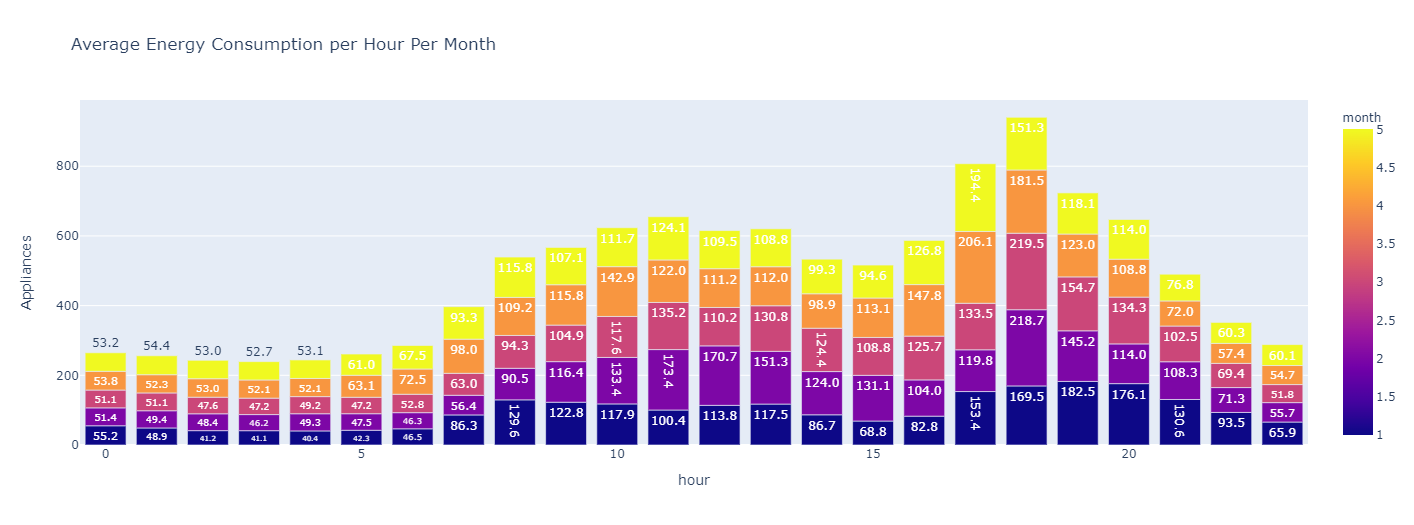 Average Energy Consumption per Hour Per Month
Appliances
800
600
400
200
0
53.2 54.4 53.0 52.7 53.1 61.0 67.5 93.3 115.8 107.1 111.7 124.1 109.5 108.8 99.3 94.6 126.8 194.4 151.3 118.1 114.0 76.8 60.3 60.1
53.8 52.3 53.0 52.1 52.1 63.1 72.5 98.0 109.2 115.8 142.9 122.0 111.2 112.0 98.9 113.1 147.8 206.1 181.5 123.0 108.8 72.0 57.4 54.7
51.1 51.1 47.6 47.2 49.2 47.2 52.8 63.0 94.3 104.9 117.6 135.2 110.2 130.8 124.4 108.8 125.7 133.5 219.5 154.7 134.3 102.5 69.4 51.8
51.4 49.4 48.4 46.2 49.3 47.5 46.3 56.4 90.5 116.4 133.4 173.4 170.7 151.3 124.0 131.1 104.0 119.8 218.7 145.2 114.0 108.3 71.3 55.7
55.2 48.9 41.2 41.1 40.4 42.3 46.5 86.3 129.6 122.8 117.9 100.4 113.8 117.5 86.7 68.8 82.8 153.4 169.5 182.5 176.1 130.6 93.5 65.9
0 5 10 15 20
hour
month
5
4.5
4
3.5
3
2.5
2
1.5
1